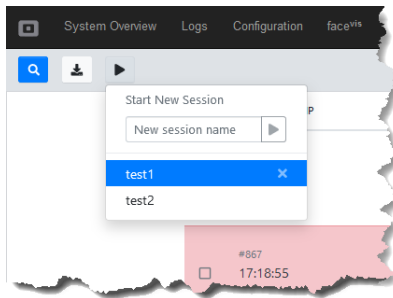 System Overview Logs Configuration facevis
Start New Session
New session name
test1
test2
#867
17:18:55